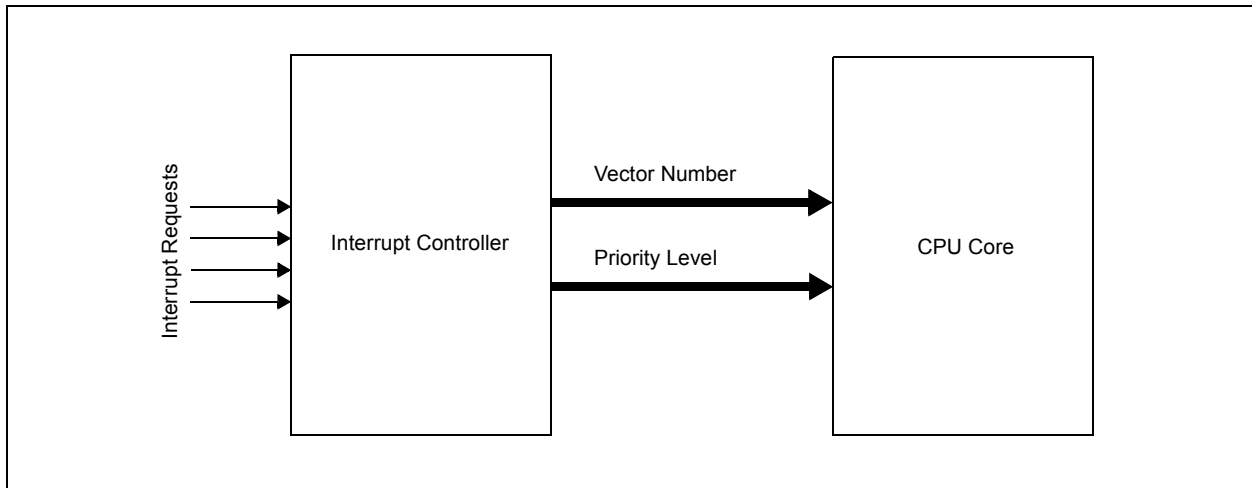 Interrupt Requests
Interrupt Controller
Vector Number
Priority Level
CPU Core